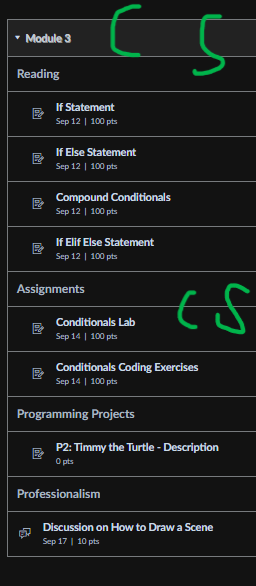 Module 3
C S
Reading
If Statement
Sep 12 | 100 pts
If Else Statement
Sep 12 | 100 pts
Compound Conditionals
Sep 12 | 100 pts
If Elif Else Statement
Sep 12 | 100 pts
Assignments
CS
Conditionals Lab
Sep 14 | 100 pts
Conditionals Coding Exercises
Sep 14 | 100 pts
Programming Projects
P2: Timmy the Turtle - Description
0 pts
Professionalism
Discussion on How to Draw a Scene
Sep 17 | 10 pts